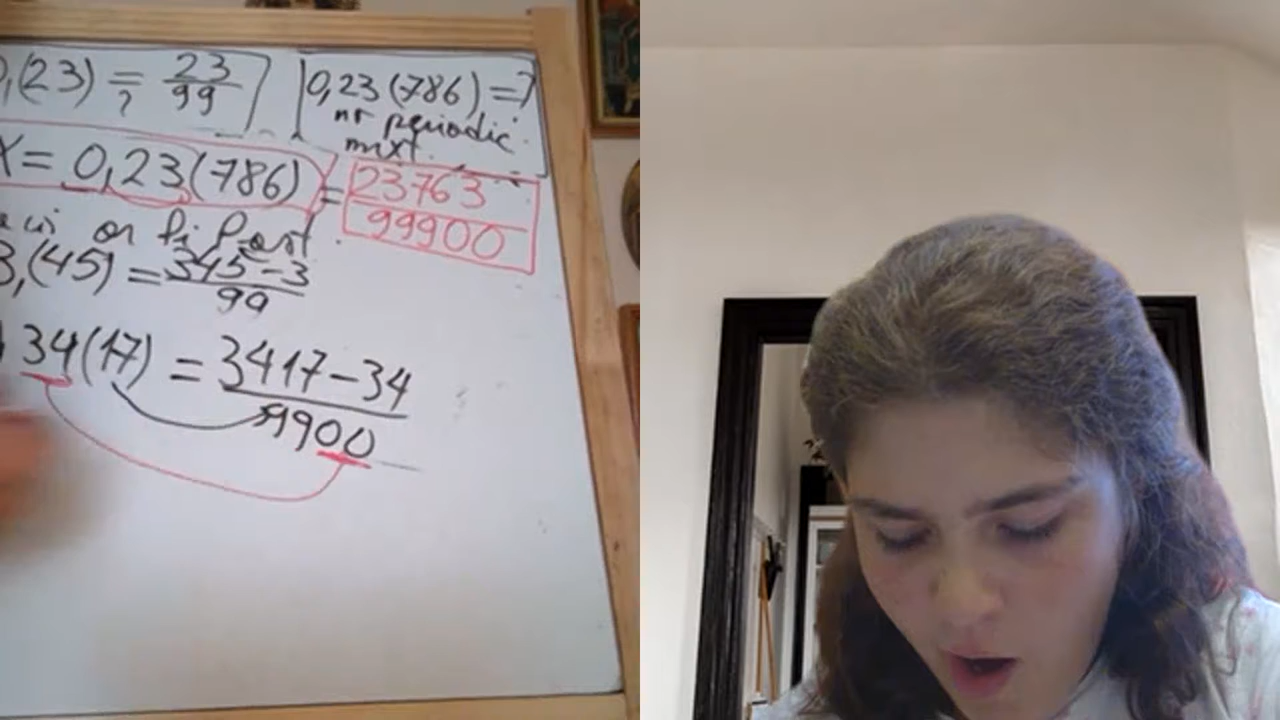 0,(23) = 23/99
?
0,23(786) = ?
nr periodic
mixt.
X = 0,23(786) = 23763/99900
3,(45) = 345-3/99
34(17) = 3417-34/9900